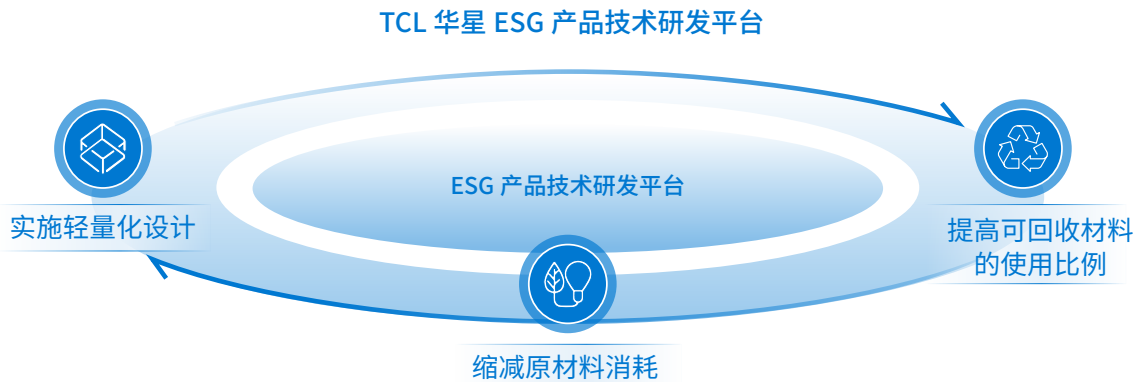 TCL 华星 ESG 产品技术研发平台
ESG 产品技术研发平台
实施轻量化设计
提高可回收材料
的使用比例
缩减原材料消耗